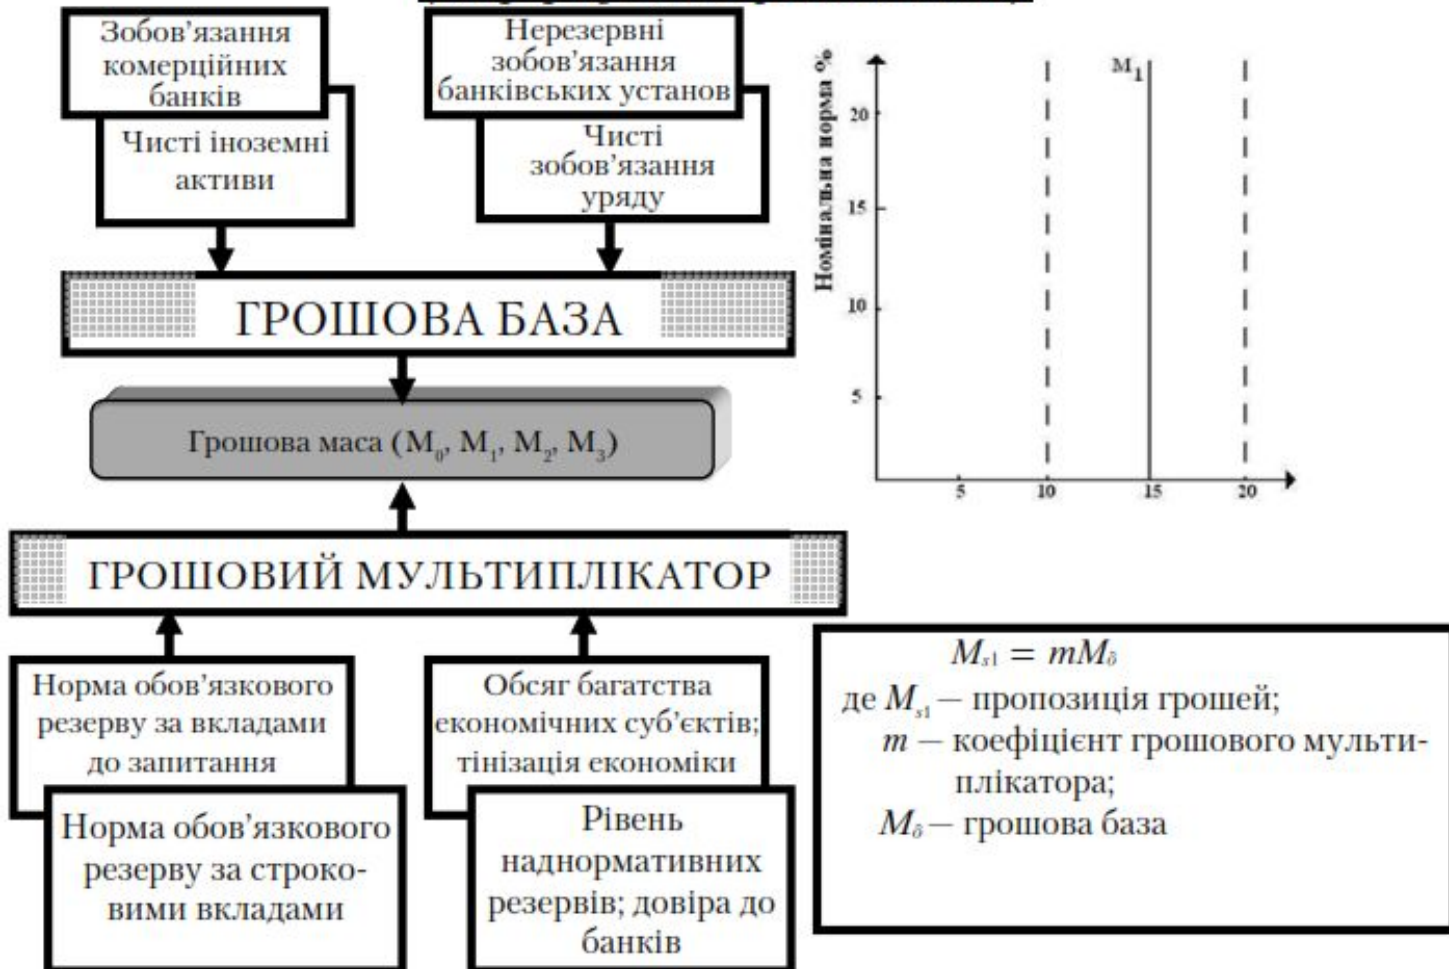 Зобов’язання
комерційних
банків
Чисті іноземні
активи
Нерезервні
зобов’язання
банківських установ
Чисті
зобов’язання
уряду
ГРОШОВА БАЗА
Грошова маса (M₀, M₁, M₂, M₃)
ГРОШОВИЙ МУЛЬТИПЛІКАТОР
Норма обов’язкового
резерву за вкладами
до запитання
Норма обов’язкового
резерву за строко-
вими вкладами
Обсяг багатства
економічних суб’єктів;
тінізація економіки
Рівень
наднормативних
резервів; довіра до
банків
Номінальна норма %
M₁
20
15
10
5
5 10 15 20
Mₛ₁ = mMδ
де Mₛ₁ — пропозиція грошей;
m — коефіцієнт грошового мульти-
плікатора;
Mδ — грошова база